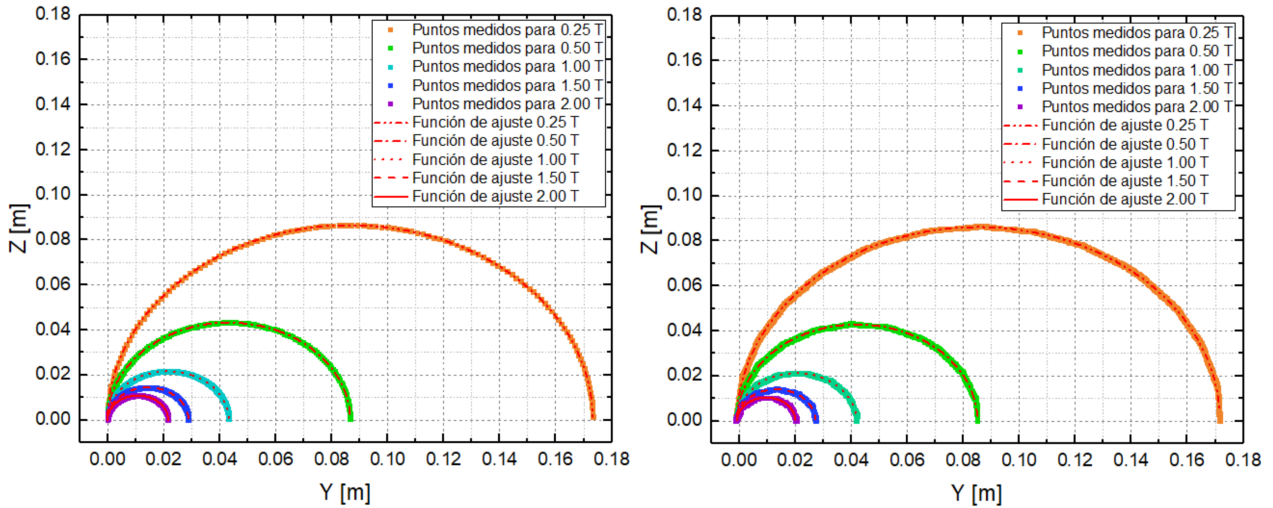 0.18
0.16
0.14
0.12
0.10
0.08
0.06
0.04
0.02
0.00
Z [m]
Puntos medidos para 0.25 T
Puntos medidos para 0.50 T
Puntos medidos para 1.00 T
Puntos medidos para 1.50 T
Puntos medidos para 2.00 T
Función de ajuste 0.25 T
Función de ajuste 0.50 T
Función de ajuste 1.00 T
Función de ajuste 1.50 T
Función de ajuste 2.00 T
0.00 0.02 0.04 0.06 0.08 0.10 0.12 0.14 0.16 0.18
Y [m]
0.18
0.16
0.14
0.12
0.10
0.08
0.06
0.04
0.02
0.00
Z [m]
Puntos medidos para 0.25 T
Puntos medidos para 0.50 T
Puntos medidos para 1.00 T
Puntos medidos para 1.50 T
Puntos medidos para 2.00 T
Función de ajuste 0.25 T
Función de ajuste 0.50 T
Función de ajuste 1.00 T
Función de ajuste 1.50 T
Función de ajuste 2.00 T
0.00 0.02 0.04 0.06 0.08 0.10 0.12 0.14 0.16 0.18
Y [m]